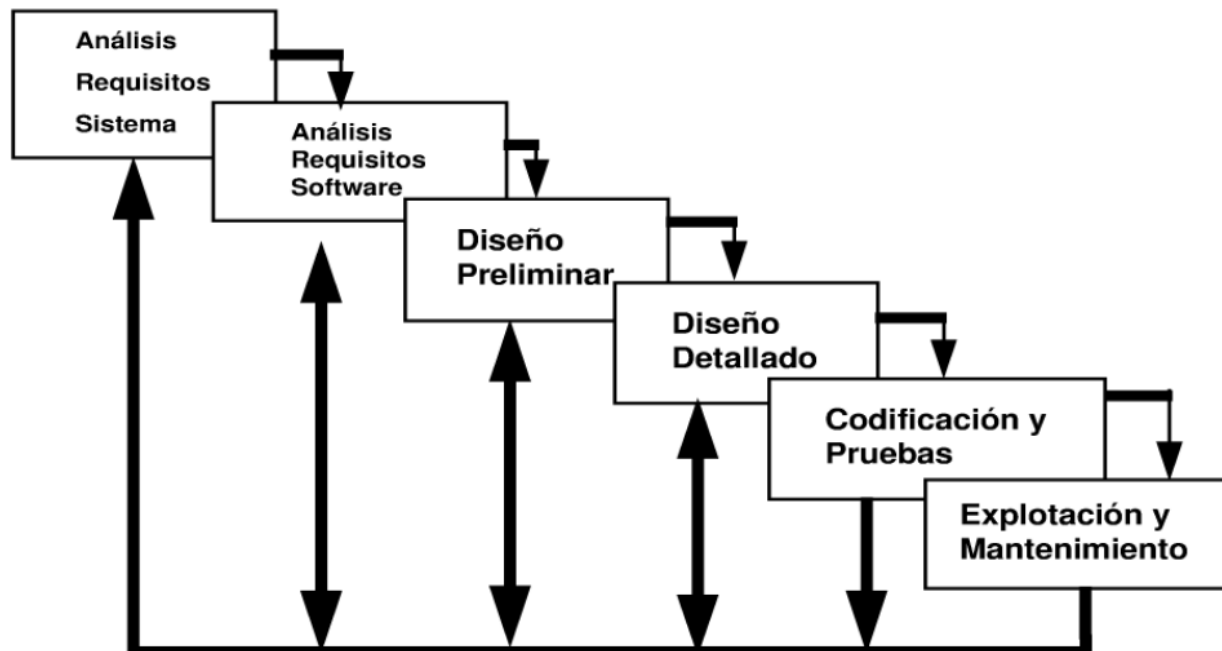 Análisis
Requisitos
Sistema
Análisis
Requisitos
Software
Diseño
Preliminar
Diseño
Detallado
Codificación y
Pruebas
Explotación y
Mantenimiento